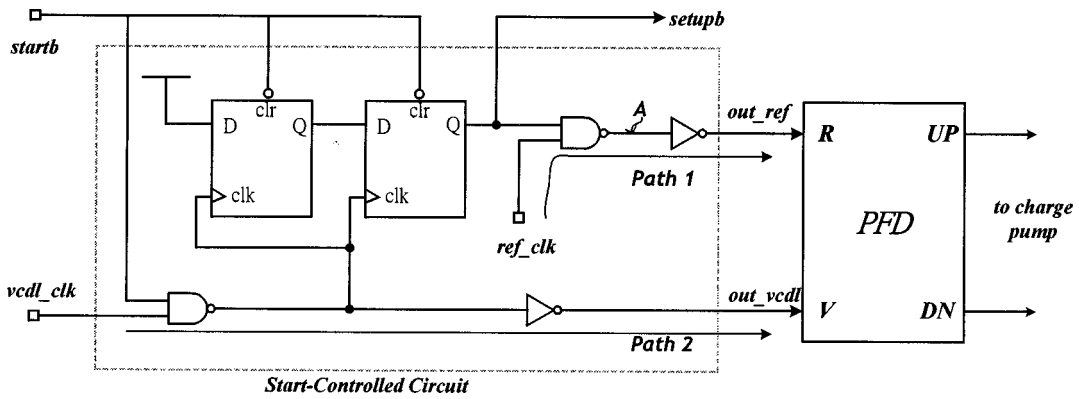 startb
setupb
clr
clr
D
Q
D
Q
A
out_ref
R
UP
clk
clk
Path 1
ref_clk
PFD
to charge
pump
vcdl_clk
out_vcdl
V
DN
Path 2
Start-Controlled Circuit